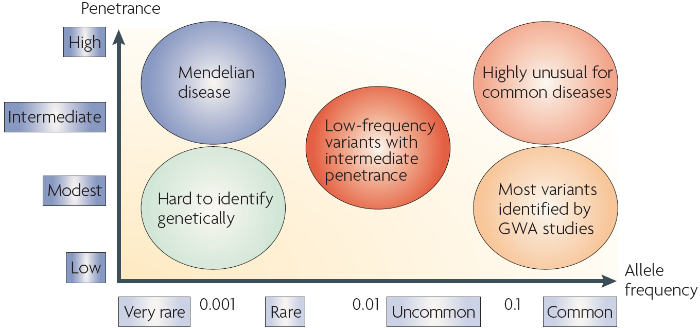 Penetrance
High
Intermediate
Modest
Low
Mendelian
disease
Highly unusual for
common diseases
Low-frequency
variants with
intermediate
penetrance
Hard to identify
genetically
Most variants
identified by
GWA studies
Allele
frequency
Very rare 0.001 Rare 0.01 Uncommon 0.1 Common